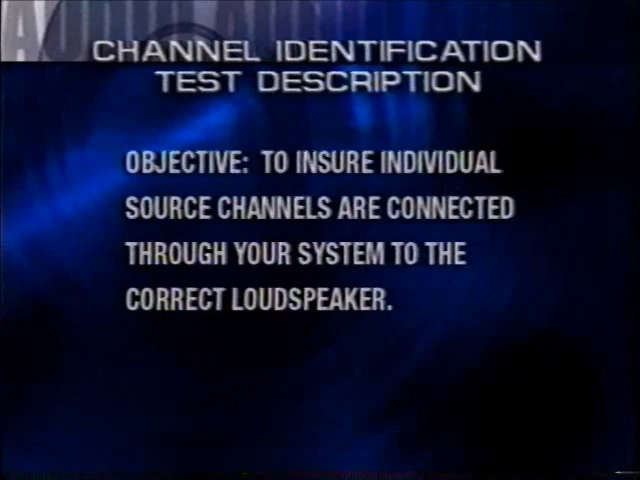 AUDIO
CHANNEL IDENTIFICATION
TEST DESCRIPTION
OBJECTIVE: TO INSURE INDIVIDUAL
SOURCE CHANNELS ARE CONNECTED
THROUGH YOUR SYSTEM TO THE
CORRECT LOUDSPEAKER.